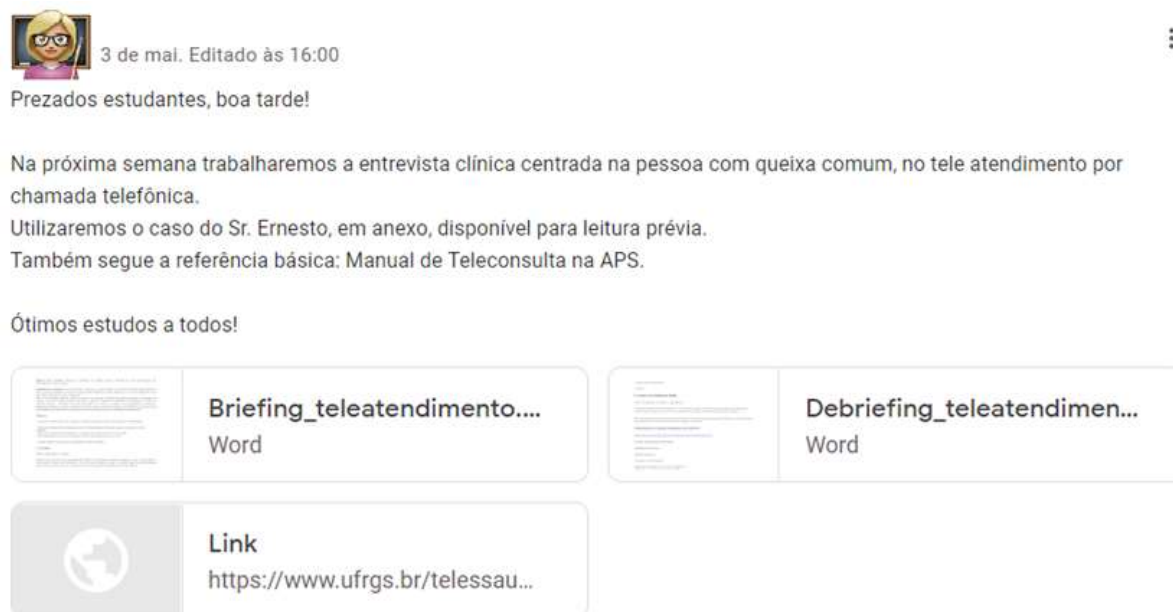 3 de mai. Editado às 16:00
Prezados estudantes, boa tarde!
Na próxima semana trabalharemos a entrevista clínica centrada na pessoa com queixa comum, no tele atendimento por
chamada telefônica.
Utilizaremos o caso do Sr. Ernesto, em anexo, disponível para leitura prévia.
Também segue a referência básica: Manual de Teleconsulta na APS.
Ótimos estudos a todos!
Briefing_teleatendimento....
Word
Debriefing_teleatendimen...
Word
Link
https://www.ufrgs.br/telessau...